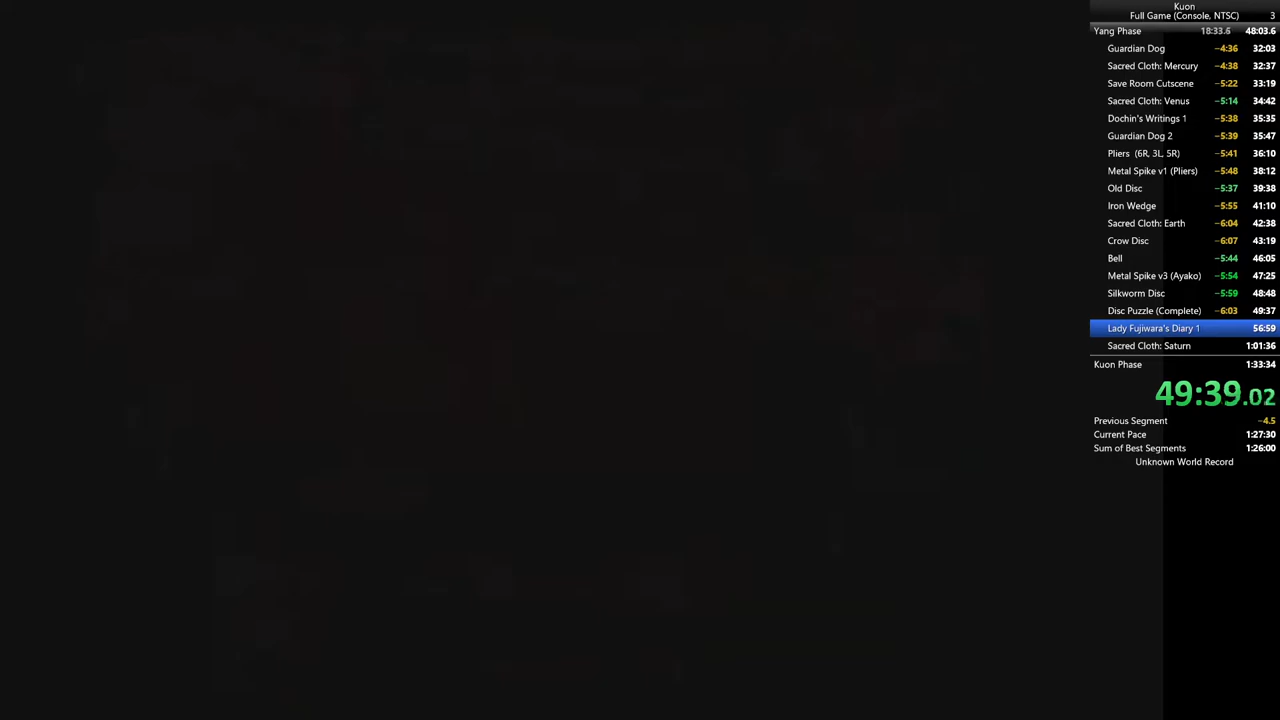 Kuon
Full Game (Console, NTSC) 3
Yang Phase 18:33.6 48:03.6
Guardian Dog −4:36 32:03
Sacred Cloth: Mercury −4:38 32:37
Save Room Cutscene −5:22 33:19
Sacred Cloth: Venus −5:14 34:42
Dochin's Writings 1 −5:38 35:35
Guardian Dog 2 −5:39 35:47
Pliers (6R, 3L, 5R) −5:41 36:10
Metal Spike v1 (Pliers) −5:48 38:12
Old Disc −5:37 39:38
Iron Wedge −5:55 41:10
Sacred Cloth: Earth −6:04 42:38
Crow Disc −6:07 43:19
Bell −5:44 46:05
Metal Spike v3 (Ayako) −5:54 47:25
Silkworm Disc −5:59 48:48
Disc Puzzle (Complete) −6:03 49:37
Lady Fujiwara's Diary 1 56:59
Sacred Cloth: Saturn 1:01:36
Kuon Phase 1:33:34
49:39.02
Previous Segment −4.5
Current Pace 1:27:30
Sum of Best Segments 1:26:00
Unknown World Record